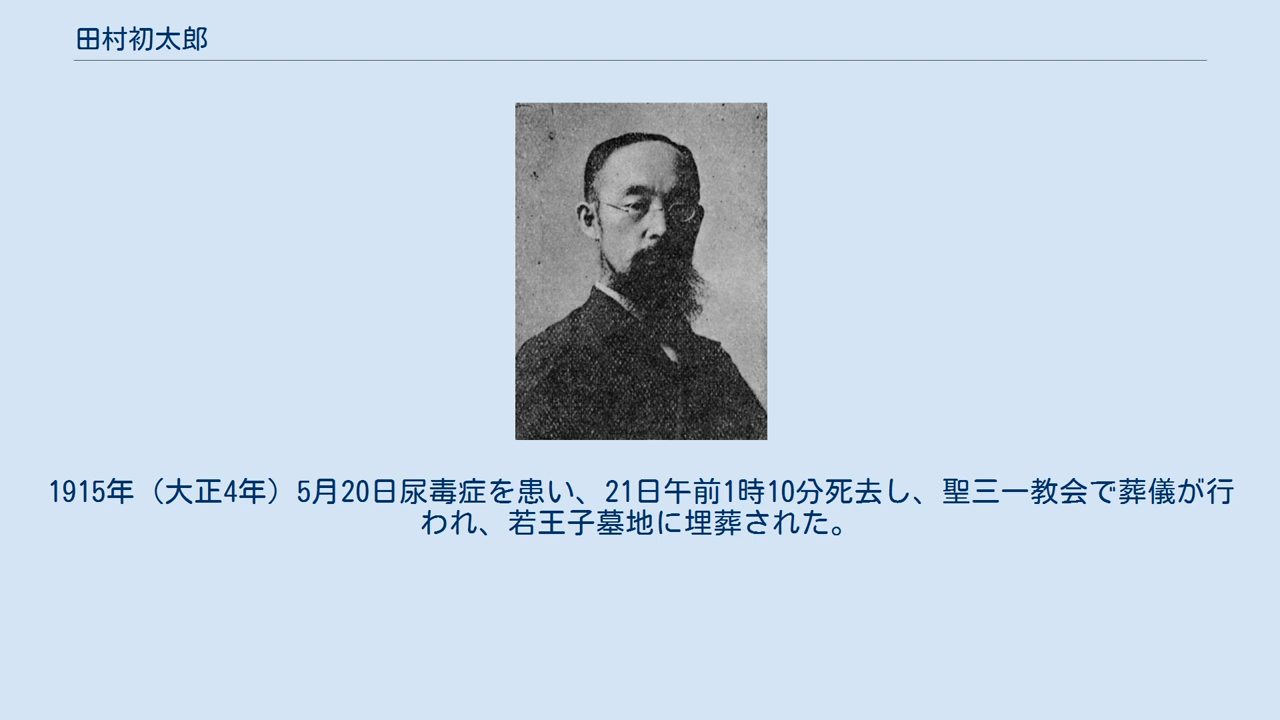 田村初太郎
1915年（大正4年）5月20日尿毒症を患い、21日午前1時10分死去し、聖三一教会で葬儀が行
われ、若王子墓地に埋葬された。